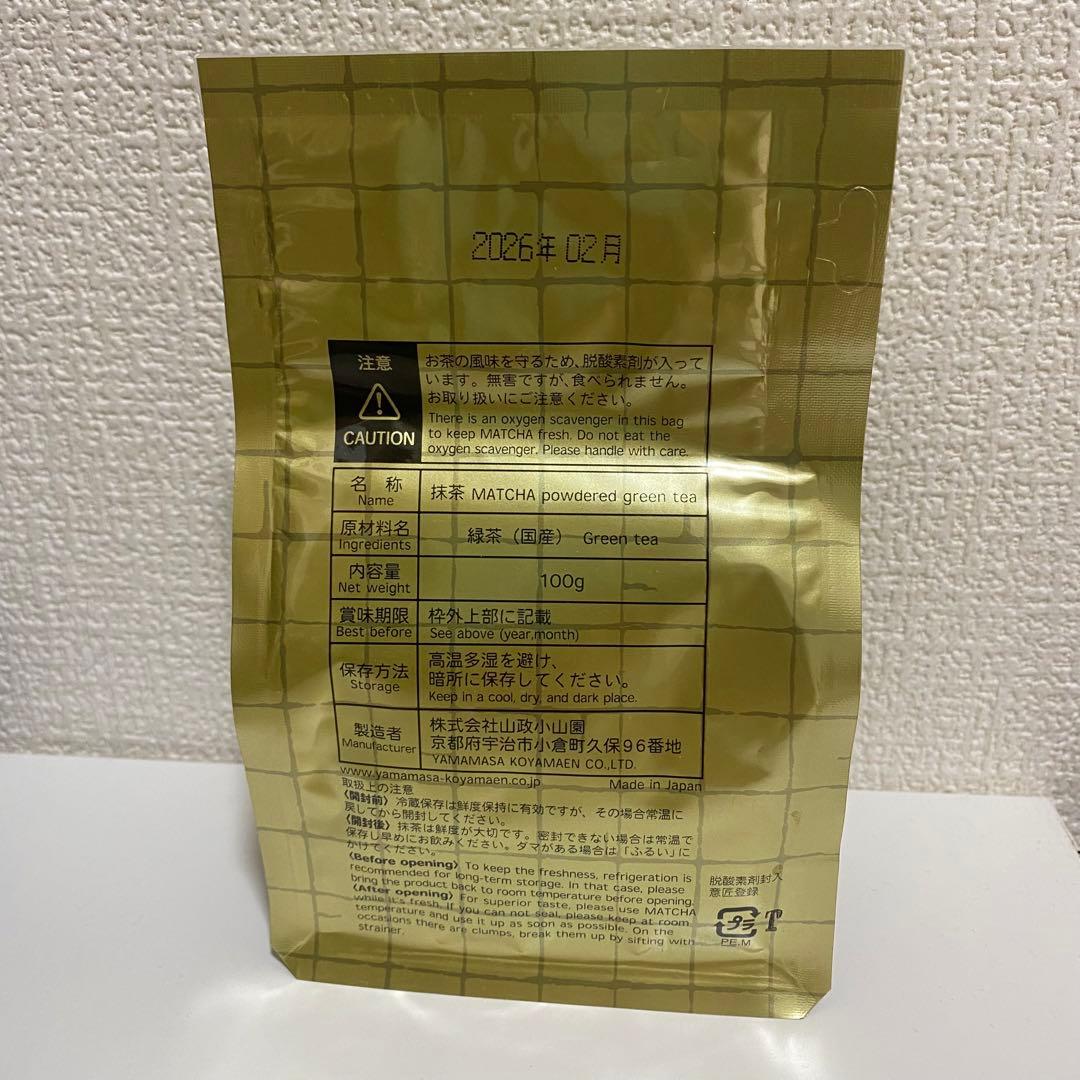 2026年 02月
注意
CAUTION
お茶の風味を守るため、脱酸素剤が入って
います。無害ですが、食べられません。
お取り扱いにご注意ください。
There is an oxygen scavenger in this bag
to keep MATCHA fresh. Do not eat the
oxygen scavenger. Please handle with care.
名 称
Name
抹茶 MATCHA powdered green tea
原材料名
Ingredients
緑茶（国産） Green tea
内容量
Net weight
100g
賞味期限
Best before
枠外上部に記載
See above (year,month)
保存方法
Storage
高温多湿を避け、
暗所に保存してください。
Keep in a cool, dry, and dark place.
製造者
Manufacturer
株式会社山政小山園
京都府宇治市小倉町久保96番地
YAMAMASA KOYAMAEN CO.,LTD.
www.yamamasa-koyamaen.co.jp Made in Japan
取扱上の注意
〈開封前〉冷蔵保存は鮮度保持に有効ですが、その場合常温に
戻してから開封してください。
〈開封後〉抹茶は鮮度が大切です。密封できない場合は常温で
保存し早めにお飲みください。ダマがある場合は「ふるい」に
かけてください。
〈Before opening〉 To keep the freshness, refrigeration is
recommended for long-term storage. In that case, please
bring the product back to room temperature before opening.
〈After opening〉 For superior taste, please use MATCHA
while it's fresh. If you can not seal, please keep at room
temperature and use it up as soon as possible. On the
occasions there are clumps, break them up by sifting with
strainer.
脱酸素剤封入
意匠登録
プラ T
PE.M